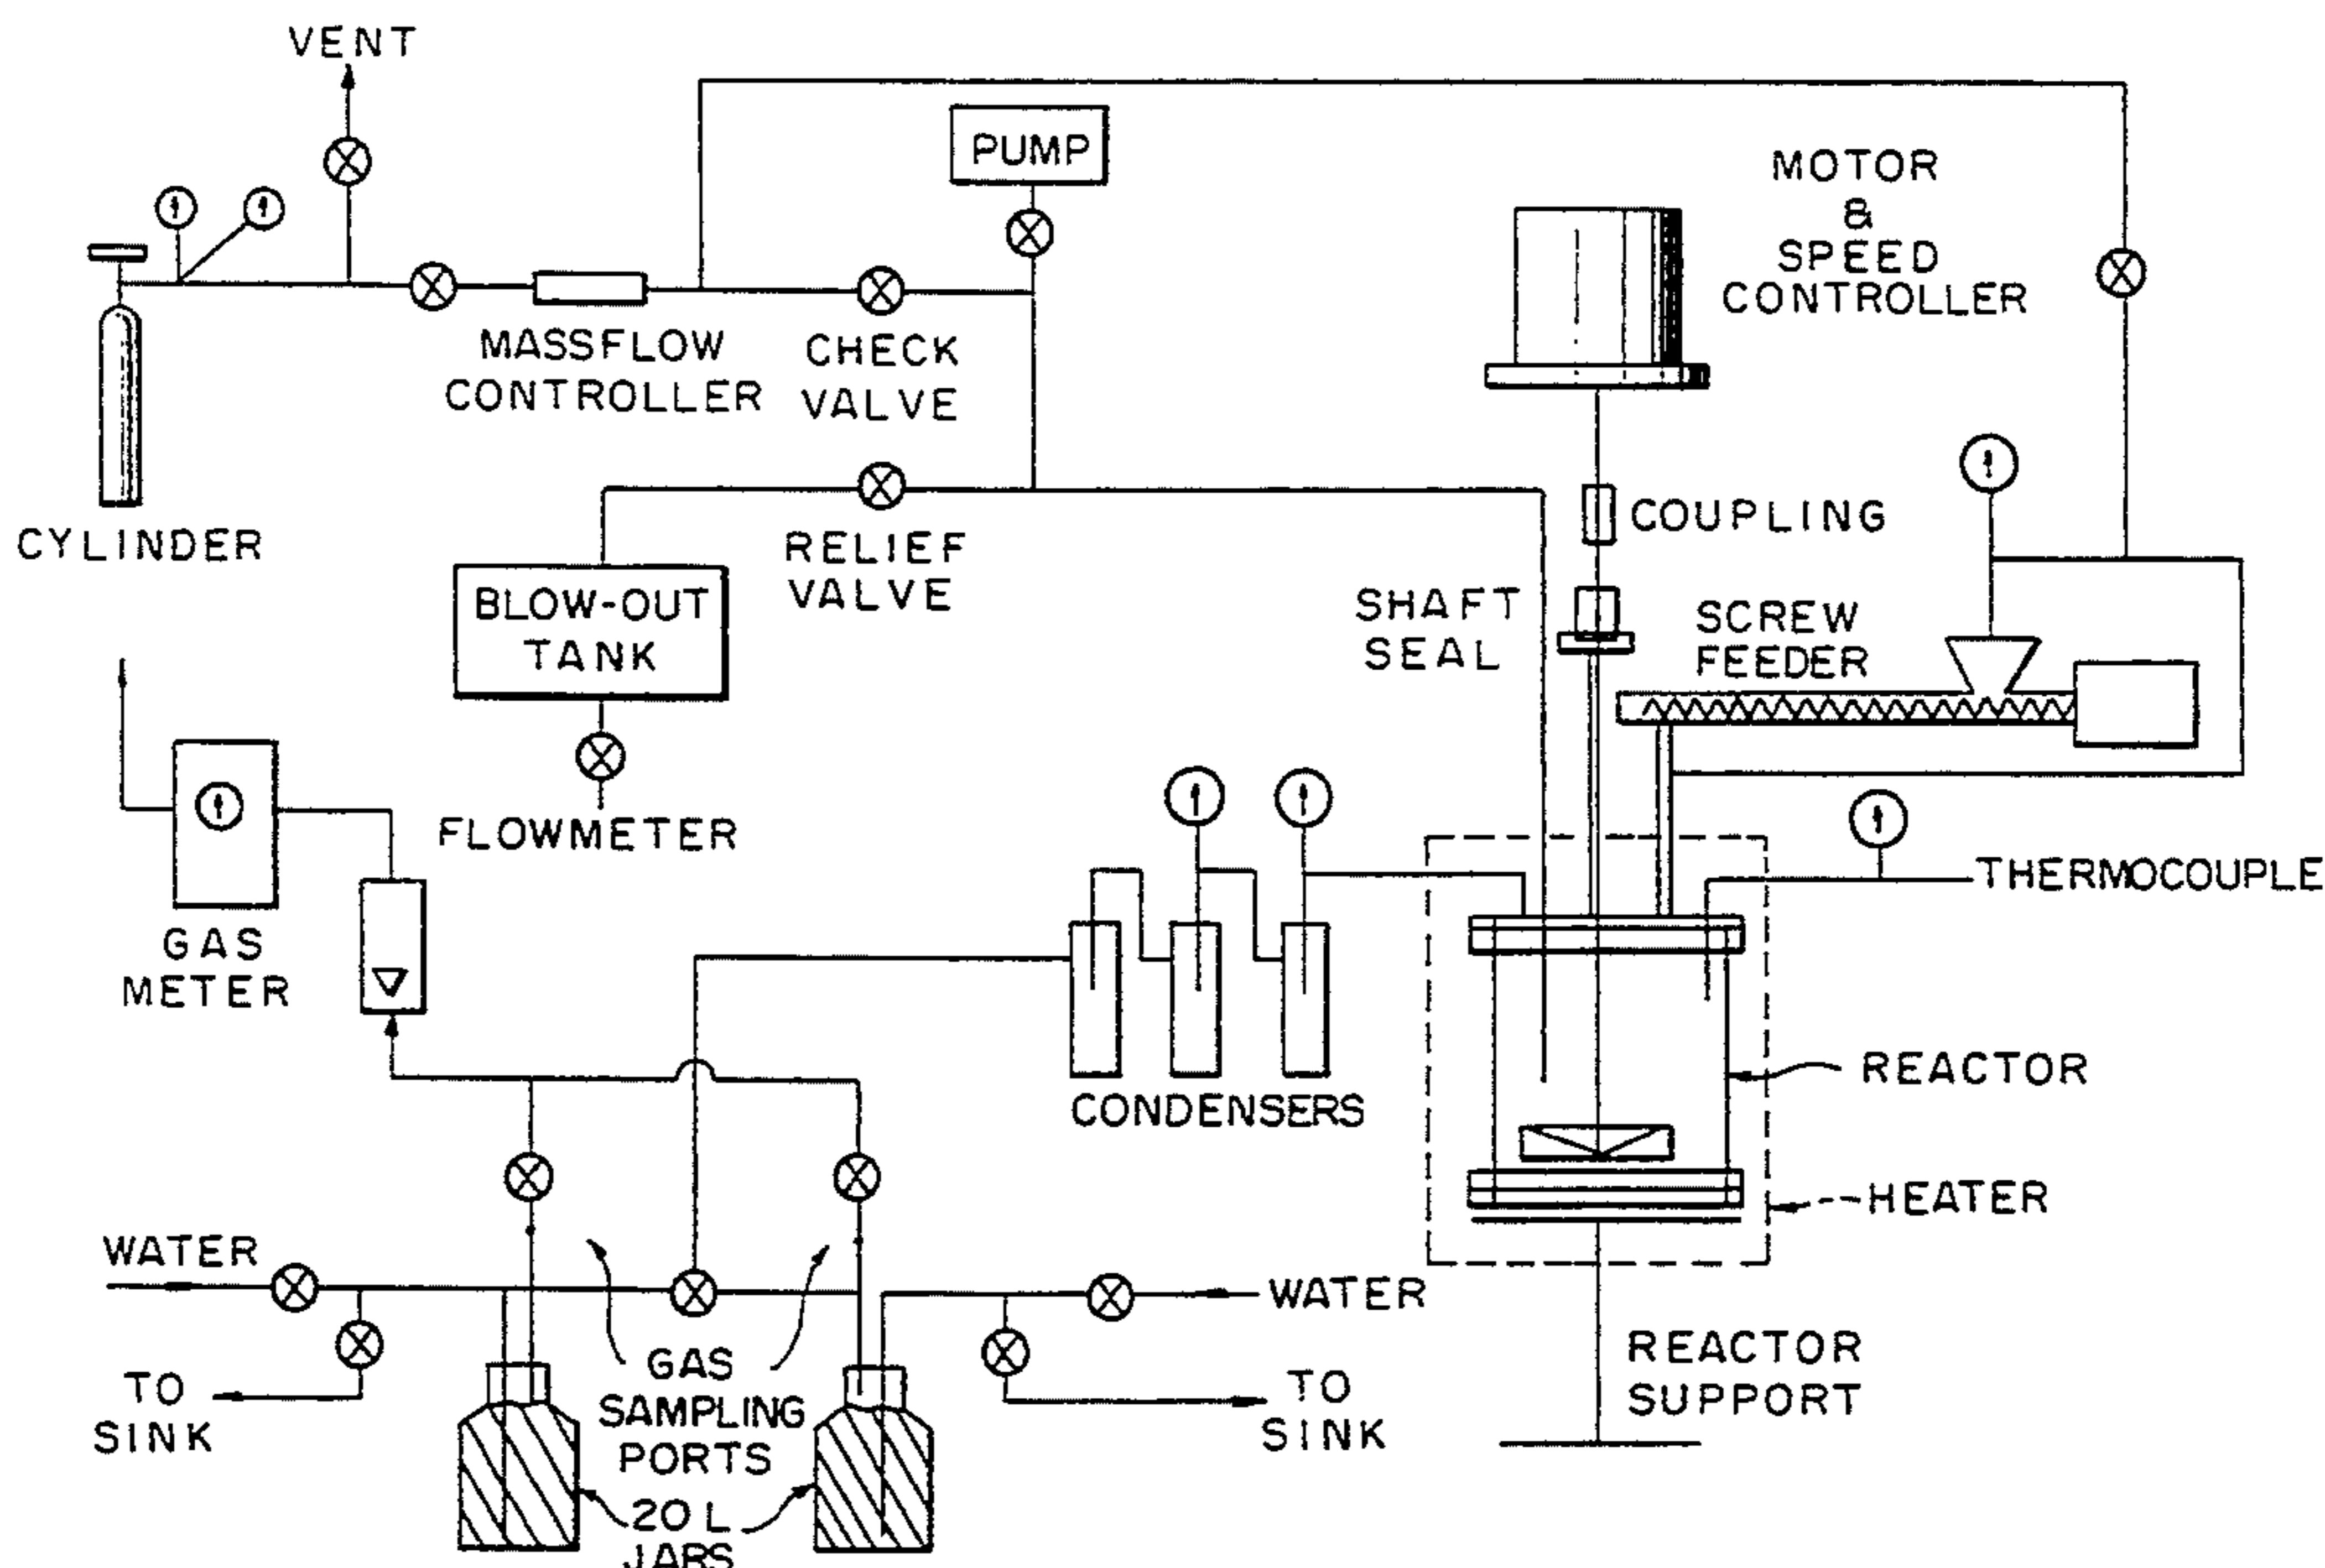 VENT
PUMP
MOTOR
&
SPEED
CONTROLLER
MASSFLOW
CONTROLLER
CHECK
VALVE
CYLINDER
COUPLING
RELIEF
VALVE
BLOW-OUT
TANK
SHAFT
SEAL
SCREW
FEEDER
FLOWMETER
THERMOCOUPLE
GAS
METER
REACTOR
CONDENSERS
HEATER
WATER
WATER
GAS
SAMPLING
PORTS
TO
SINK
TO
SINK
REACTOR
SUPPORT
20 L
JARS